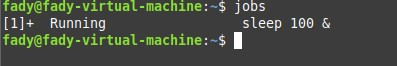 fady@fady-virtual-machine:~$ jobs
[1]+  Running                 sleep 100 &
fady@fady-virtual-machine:~$